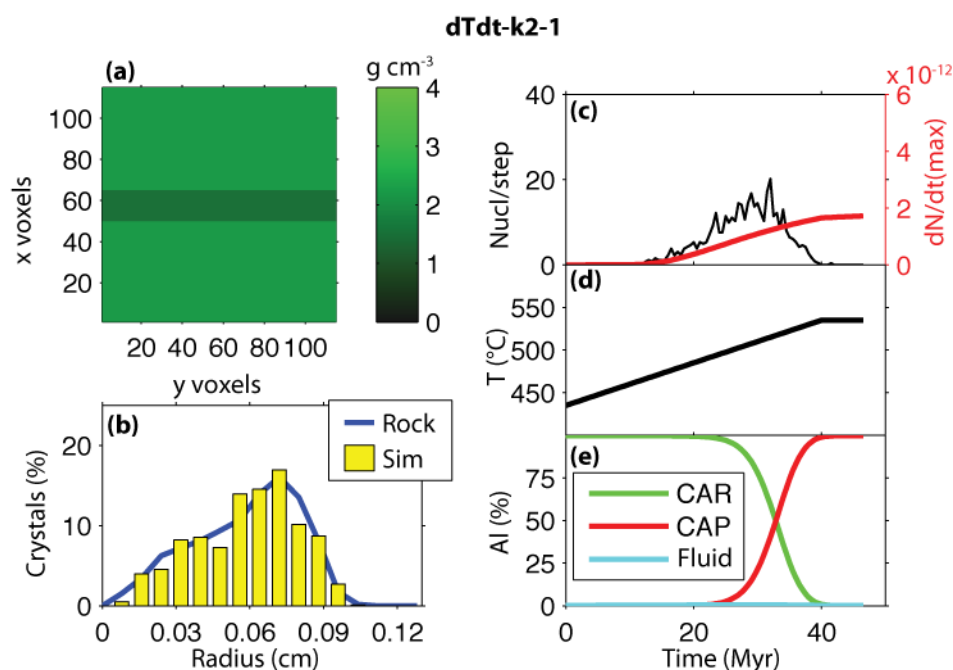 dTdt-k2-1
(a)
g cm-3
4
3
2
1
0
x voxels
100
80
60
40
20
20 40 60 80 100
y voxels
(b)
Rock
Sim
Crystals (%)
20
10
0
0 0.03 0.06 0.09 0.12
Radius (cm)
(c)
x 10-12
Nucl/step
40
20
0
dN/dt(max)
6
4
2
0
(d)
T (°C)
550
500
450
(e)
CAR
CAP
Fluid
Al (%)
75
50
25
0
0 20 40
Time (Myr)